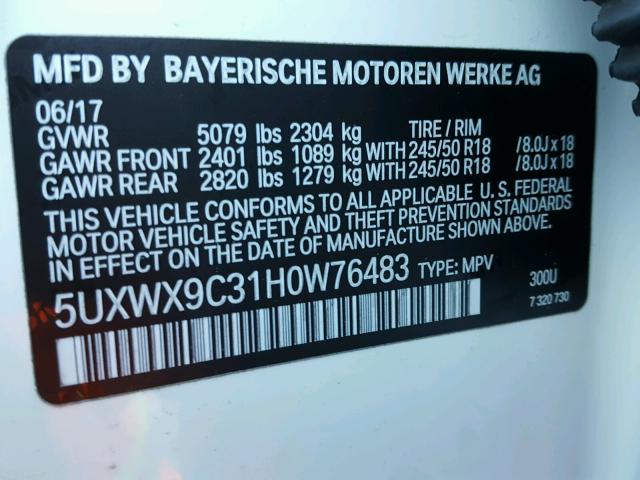 MFD BY BAYERISCHE MOTOREN WERKE AG
06/17
GVWR 5079 lbs 2304 kg TIRE / RIM
GAWR FRONT 2401 lbs 1089 kg WITH 245/50 R18 /8.0J x 18
GAWR REAR 2820 lbs 1279 kg WITH 245/50 R18 /8.0J x 18
THIS VEHICLE CONFORMS TO ALL APPLICABLE U. S. FEDERAL
MOTOR VEHICLE SAFETY AND THEFT PREVENTION STANDARDS
IN EFFECT ON THE DATE OF MANUFACTURE SHOWN ABOVE.
5UXWX9C31H0W76483 TYPE: MPV 300U
7 320 730